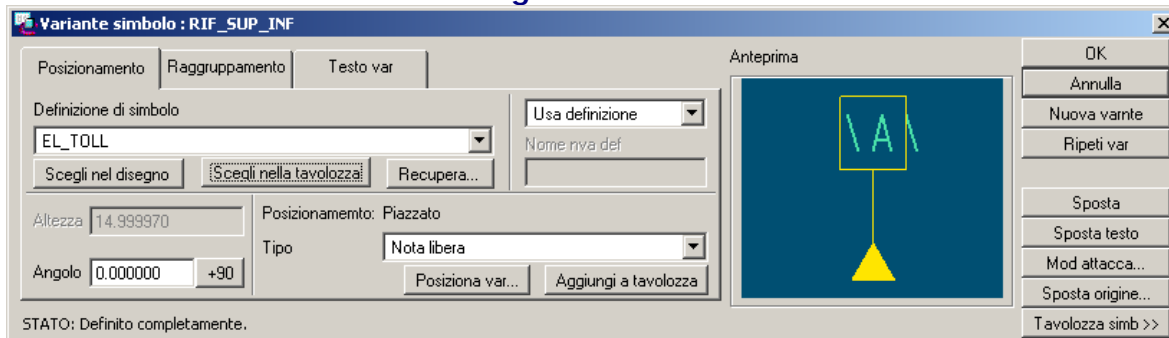 Variante simbolo : RIF_SUP_INF
Posizionamento Raggruppamento Testo var
Definizione di simbolo
EL_TOLL
Scegli nel disegno Scegli nella tavolozza Recupera...
Usa definizione
Nome nva def
Altezza 14.999970
Angolo 0.000000 +90
Posizionamemto: Piazzato
Tipo Nota libera
Posiziona var... Aggiungi a tavolozza
STATO: Definito completamente.
Anteprima
\A\
OK
Annulla
Nuova varnte
Ripeti var
Sposta
Sposta testo
Mod attacca...
Sposta origine...
Tavolozza simb >>